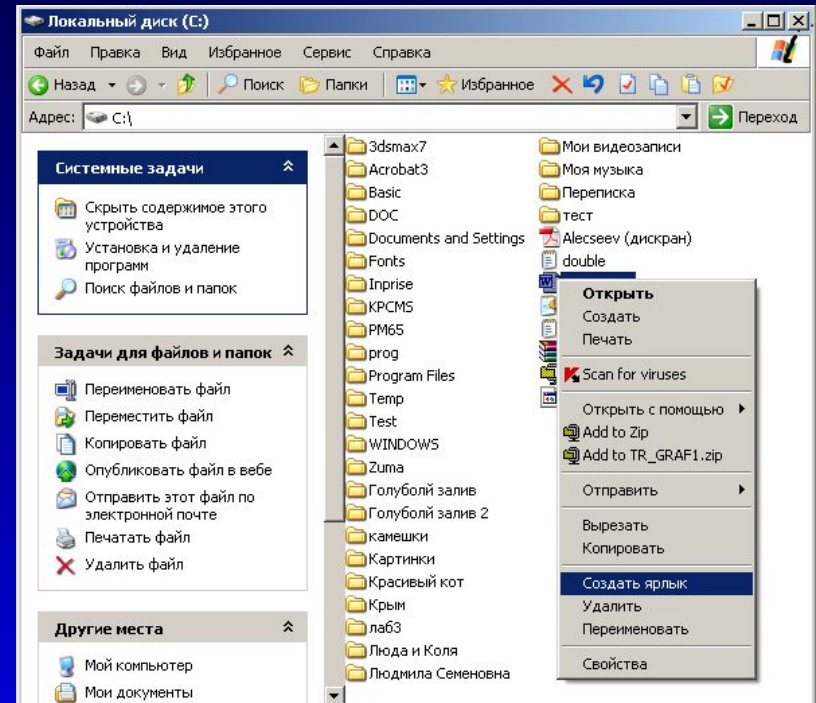 Локальный диск (C:)
Файл Правка Вид Избранное Сервис Справка
Назад Поиск Папки Избранное
Адрес: C:\ Переход
Системные задачи
Скрыть содержимое этого
устройства
Установка и удаление
программ
Поиск файлов и папок
Задачи для файлов и папок
Переименовать файл
Переместить файл
Копировать файл
Опубликовать файл в вебе
Отправить этот файл по
электронной почте
Печатать файл
Удалить файл
Другие места
Мой компьютер
Мои документы
3dsmax7
Acrobat3
Basic
DOC
Documents and Settings
Fonts
Inprise
KPCMS
PM65
prog
Program Files
Temp
Test
WINDOWS
Zuma
Голуболй залив
Голуболй залив 2
камешки
Картинки
Красивый кот
Крым
лаб3
Люда и Коля
Людмила Семеновна
Мои видеозаписи
Моя музыка
Переписка
тест
Alecseev (дискран)
double
Открыть
Создать
Печать
Scan for viruses
Открыть с помощью
Add to Zip
Add to TR_GRAF1.zip
Отправить
Вырезать
Копировать
Создать ярлык
Удалить
Переименовать
Свойства